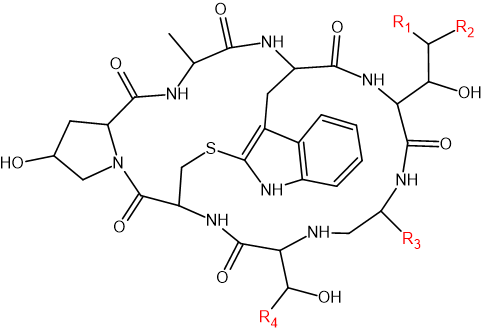 R1 R2
O NH O
O NH NH OH
HO N S O
NH NH
O NH NH R3
O OH
R4